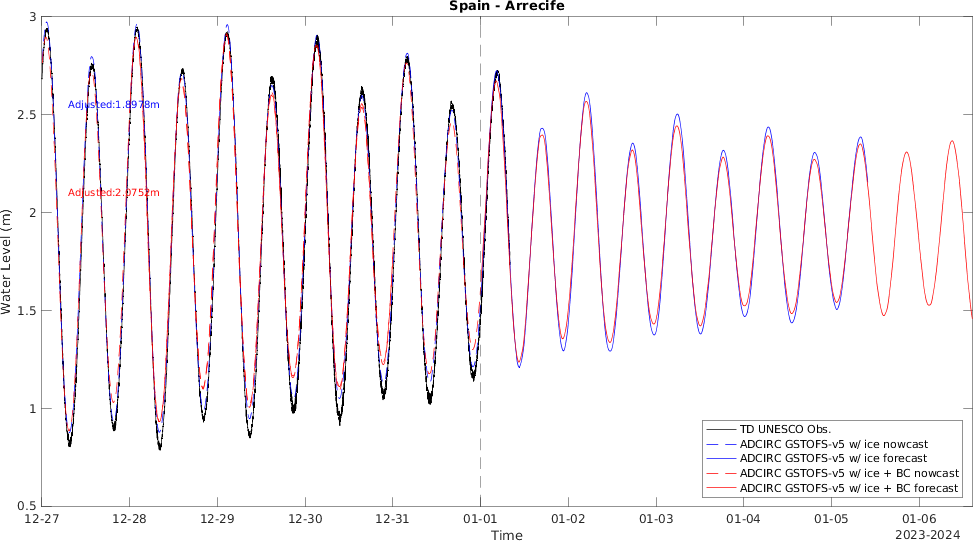 Spain - Arrecife
3
2.5
2
1.5
1
0.5
Water Level (m)
Adjusted:1.8978m
Adjusted:2.0752m
TD UNESCO Obs.
ADCIRC GSTOFS-v5 w/ ice nowcast
ADCIRC GSTOFS-v5 w/ ice forecast
ADCIRC GSTOFS-v5 w/ ice + BC nowcast
ADCIRC GSTOFS-v5 w/ ice + BC forecast
12-27 12-28 12-29 12-30 12-31 01-01 01-02 01-03 01-04 01-05 01-06
Time
2023-2024